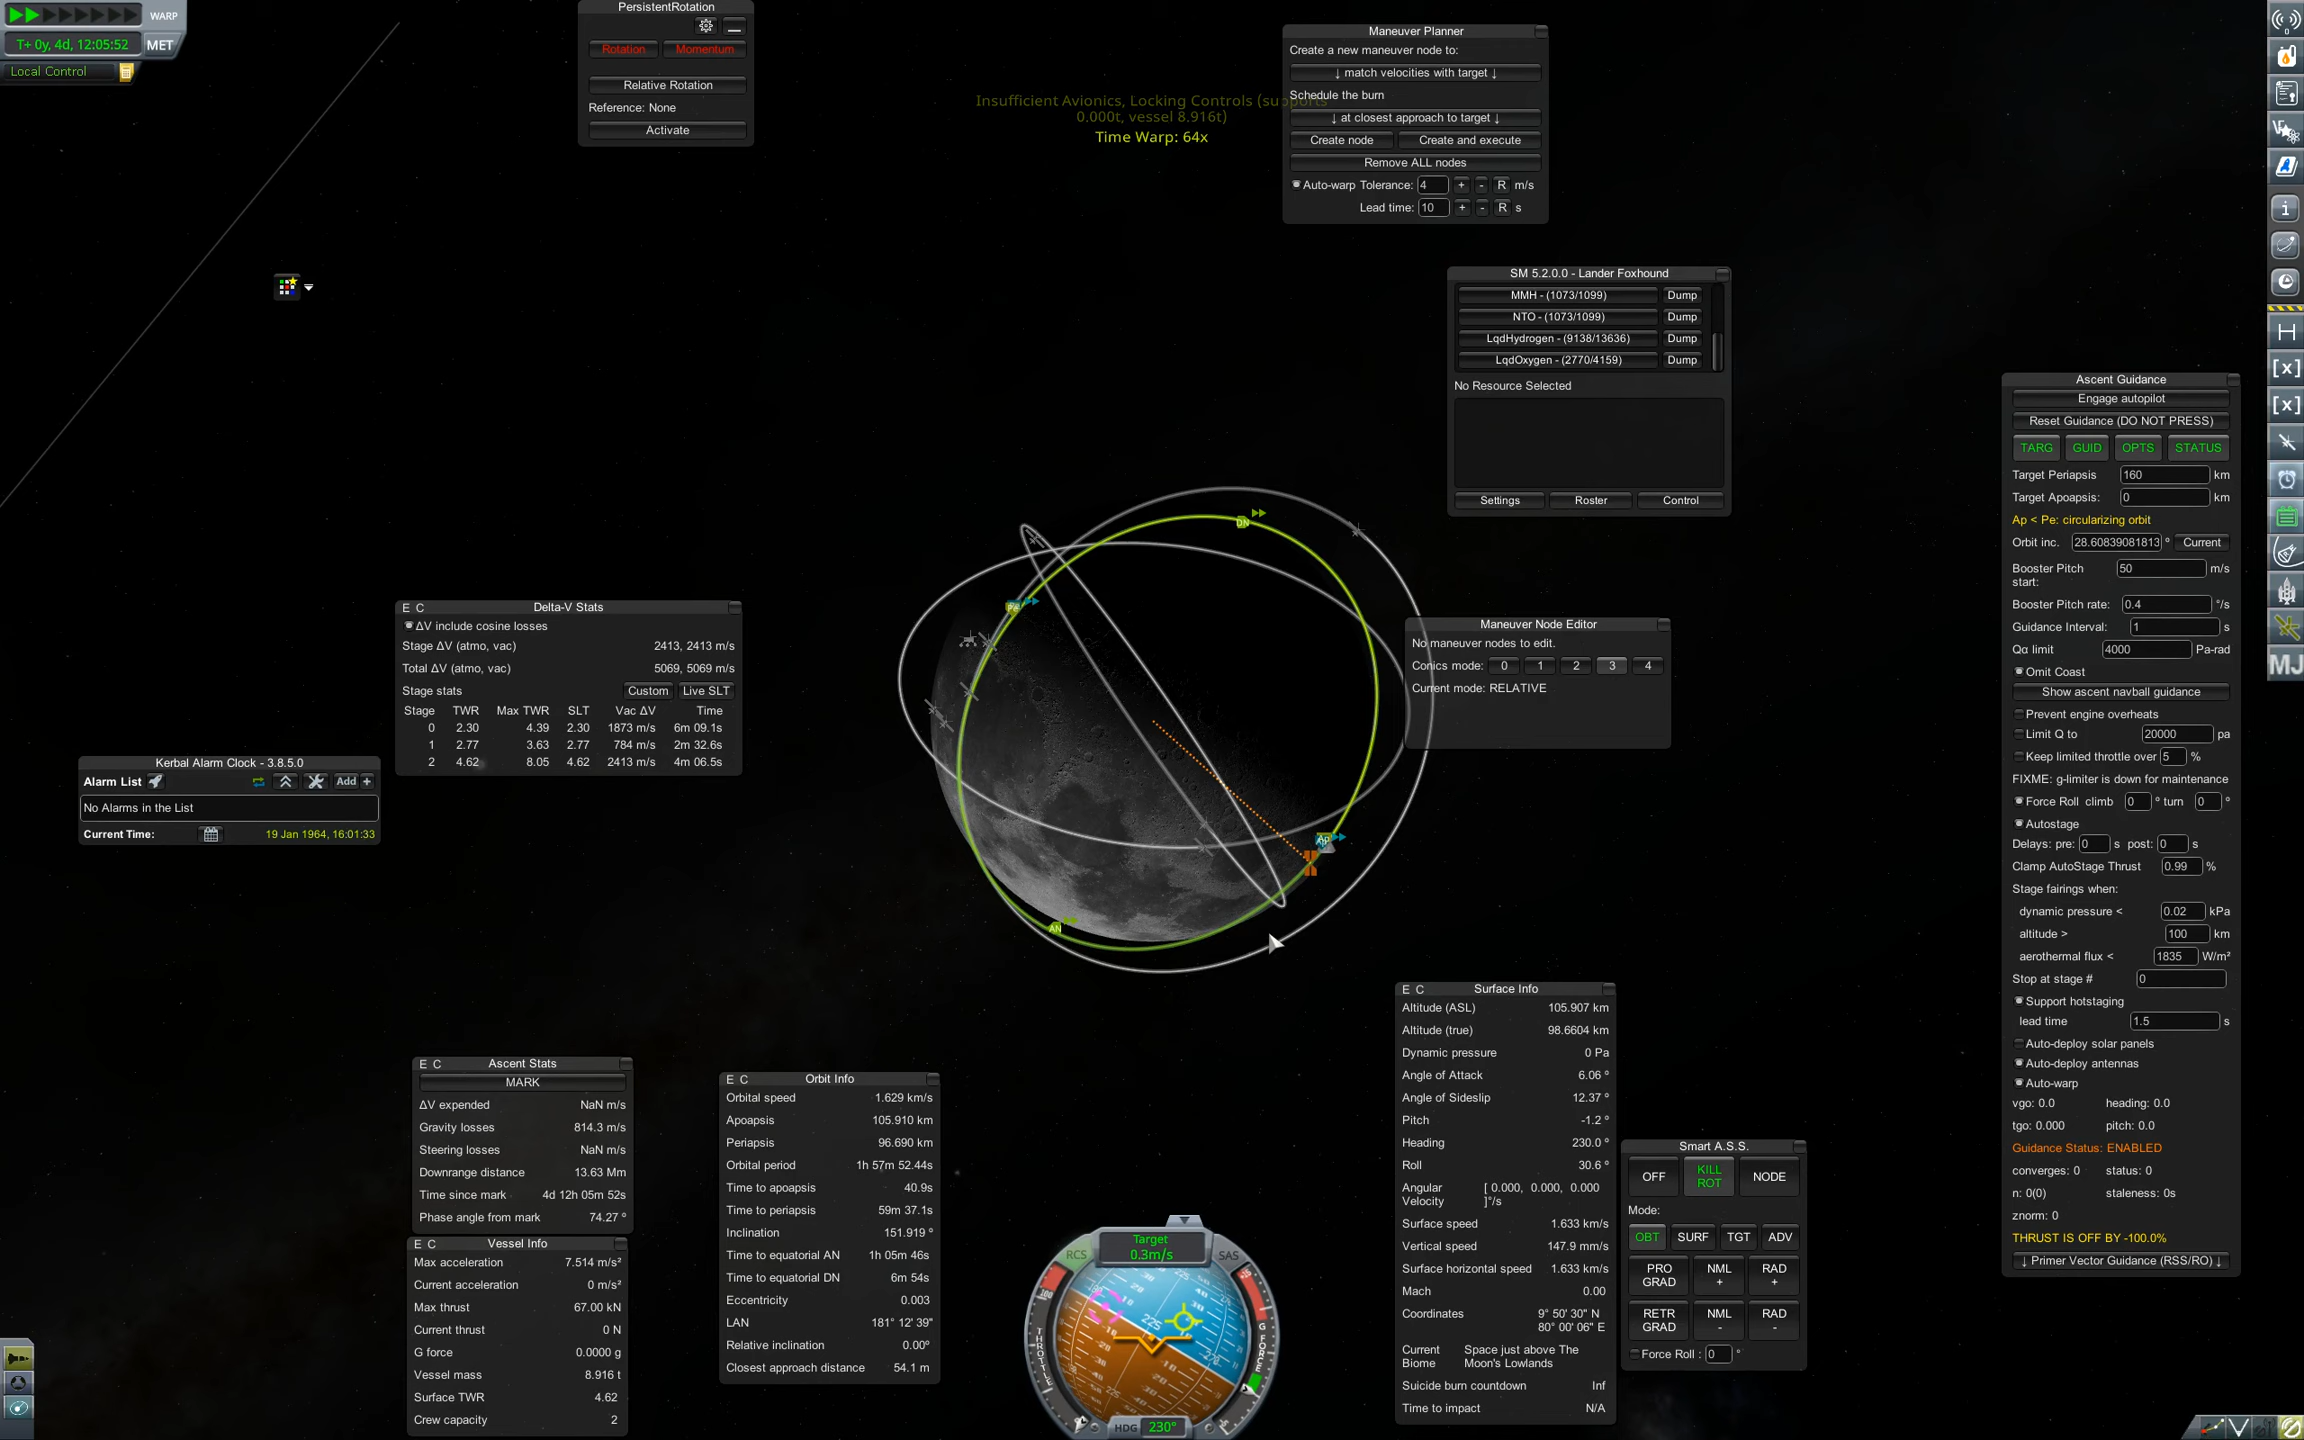 WARP
T+ 0y, 4d, 12:05:52 MET
Local Control
PersistentRotation
Rotation Momentum
Relative Rotation
Reference: None
Activate
Insufficient Avionics, Locking Controls (supports
0.000t, vessel 8.916t)
Time Warp: 64x
Maneuver Planner
Create a new maneuver node to:
↓ match velocities with target ↓
Schedule the burn
↓ at closest approach to target ↓
Create node Create and execute
Remove ALL nodes
Auto-warp Tolerance: 4 + - R m/s
Lead time: 10 + - R s
SM 5.2.0.0 - Lander Foxhound
MMH - (1073/1099) Dump
NTO - (1073/1099) Dump
LqdHydrogen - (9138/13636) Dump
LqdOxygen - (2770/4159) Dump
No Resource Selected
Settings Roster Control
DN
Pe
Ap
AN
E C Delta-V Stats
ΔV include cosine losses
Stage ΔV (atmo, vac) 2413, 2413 m/s
Total ΔV (atmo, vac) 5069, 5069 m/s
Stage stats Custom Live SLT
Stage TWR Max TWR SLT Vac ΔV Time
0 2.30 4.39 2.30 1873 m/s 6m 09.1s
1 2.77 3.63 2.77 784 m/s 2m 32.6s
2 4.62 8.05 4.62 2413 m/s 4m 06.5s
Kerbal Alarm Clock - 3.8.5.0
Alarm List Add +
No Alarms in the List
Current Time: 19 Jan 1964, 16:01:33
Maneuver Node Editor
No maneuver nodes to edit.
Conics mode: 0 1 2 3 4
Current mode: RELATIVE
Ascent Guidance
Engage autopilot
Reset Guidance (DO NOT PRESS)
TARG GUID OPTS STATUS
Target Periapsis 160 km
Target Apoapsis: 0 km
Ap < Pe: circularizing orbit
Orbit inc. 28.60839081813 º Current
Booster Pitch
start: 50 m/s
Booster Pitch rate: 0.4 °/s
Guidance Interval: 1 s
Qα limit 4000 Pa-rad
Omit Coast
Show ascent navball guidance
Prevent engine overheats
Limit Q to 20000 pa
Keep limited throttle over 5 %
FIXME: g-limiter is down for maintenance
Force Roll climb 0 º turn 0 º
Autostage
Delays: pre: 0 s post: 0 s
Clamp AutoStage Thrust 0.99 %
Stage fairings when:
dynamic pressure < 0.02 kPa
altitude > 100 km
aerothermal flux < 1835 W/m²
Stop at stage # 0
Support hotstaging
lead time 1.5 s
Auto-deploy solar panels
Auto-deploy antennas
Auto-warp
vgo: 0.0 heading: 0.0
tgo: 0.000 pitch: 0.0
Guidance Status: ENABLED
converges: 0 status: 0
n: 0(0) staleness: 0s
znorm: 0
THRUST IS OFF BY -100.0%
↓ Primer Vector Guidance (RSS/RO) ↓
MJ
E C Ascent Stats
MARK
ΔV expended NaN m/s
Gravity losses 814.3 m/s
Steering losses NaN m/s
Downrange distance 13.63 Mm
Time since mark 4d 12h 05m 52s
Phase angle from mark 74.27 º
E C Vessel Info
Max acceleration 7.514 m/s²
Current acceleration 0 m/s²
Max thrust 67.00 kN
Current thrust 0 N
G force 0.0000 g
Vessel mass 8.916 t
Surface TWR 4.62
Crew capacity 2
E C Orbit Info
Orbital speed 1.629 km/s
Apoapsis 105.910 km
Periapsis 96.690 km
Orbital period 1h 57m 52.44s
Time to apoapsis 40.9s
Time to periapsis 59m 37.1s
Inclination 151.919 º
Time to equatorial AN 1h 05m 46s
Time to equatorial DN 6m 54s
Eccentricity 0.003
LAN 181° 12' 39"
Relative inclination 0.00º
Closest approach distance 54.1 m
RCS Target SAS
0.3m/s
THROTTLE
G FORCE
HDG 230°
E C Surface Info
Altitude (ASL) 105.907 km
Altitude (true) 98.6604 km
Dynamic pressure 0 Pa
Angle of Attack 6.06 º
Angle of Sideslip 12.37 º
Pitch -1.2 º
Heading 230.0 º
Roll 30.6 º
Angular [ 0.000, 0.000, 0.000
Velocity ]°/s
Surface speed 1.633 km/s
Vertical speed 147.9 mm/s
Surface horizontal speed 1.633 km/s
Mach 0.00
Coordinates 9° 50' 30" N
80° 00' 06" E
Current Space just above The
Biome Moon's Lowlands
Suicide burn countdown Inf
Time to impact N/A
Smart A.S.S.
OFF KILL ROT NODE
Mode:
OBT SURF TGT ADV
PRO GRAD NML + RAD +
RETR GRAD NML - RAD -
Force Roll : 0 °